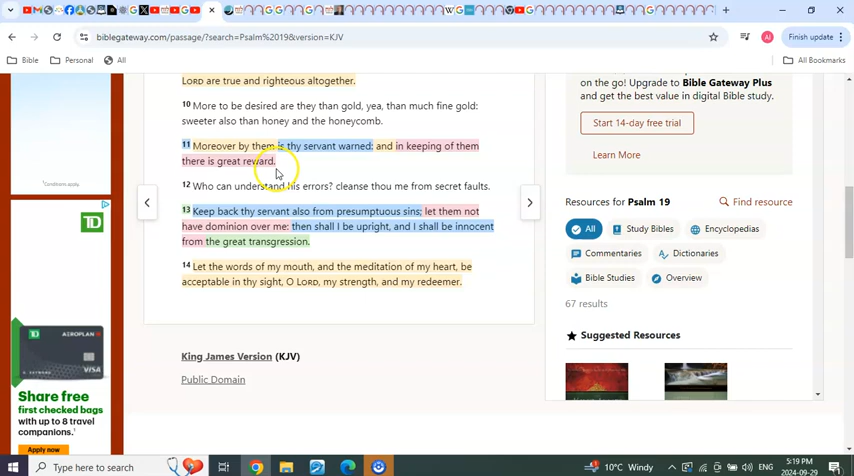 biblegateway.com/passage/?search=Psalm%2019&version=KJV
Finish update
Bible
Personal
All
All Bookmarks
LORD are true and righteous altogether.
10 More to be desired are they than gold, yea, than much fine gold:
sweeter also than honey and the honeycomb.
11 Moreover by them is thy servant warned: and in keeping of them
there is great reward.
12 Who can understand his errors? cleanse thou me from secret faults.
13 Keep back thy servant also from presumptuous sins; let them not
have dominion over me: then shall I be upright, and I shall be innocent
from the great transgression.
14 Let the words of my mouth, and the meditation of my heart, be
acceptable in thy sight, O LORD, my strength, and my redeemer.
King James Version (KJV)
Public Domain
on the go! Upgrade to Bible Gateway Plus
and get the best value in digital Bible study.
Start 14-day free trial
Learn More
Resources for Psalm 19
Find resource
All
Study Bibles
Encyclopedias
Commentaries
Dictionaries
Bible Studies
Overview
67 results
Suggested Resources
Conditions apply.
TD
TD
AEROPLAN
VISA
Share free
first checked bags
with up to 8 travel
companions.
Apply now
Type here to search
10°C Windy
ENG
5:19 PM
2024-09-29